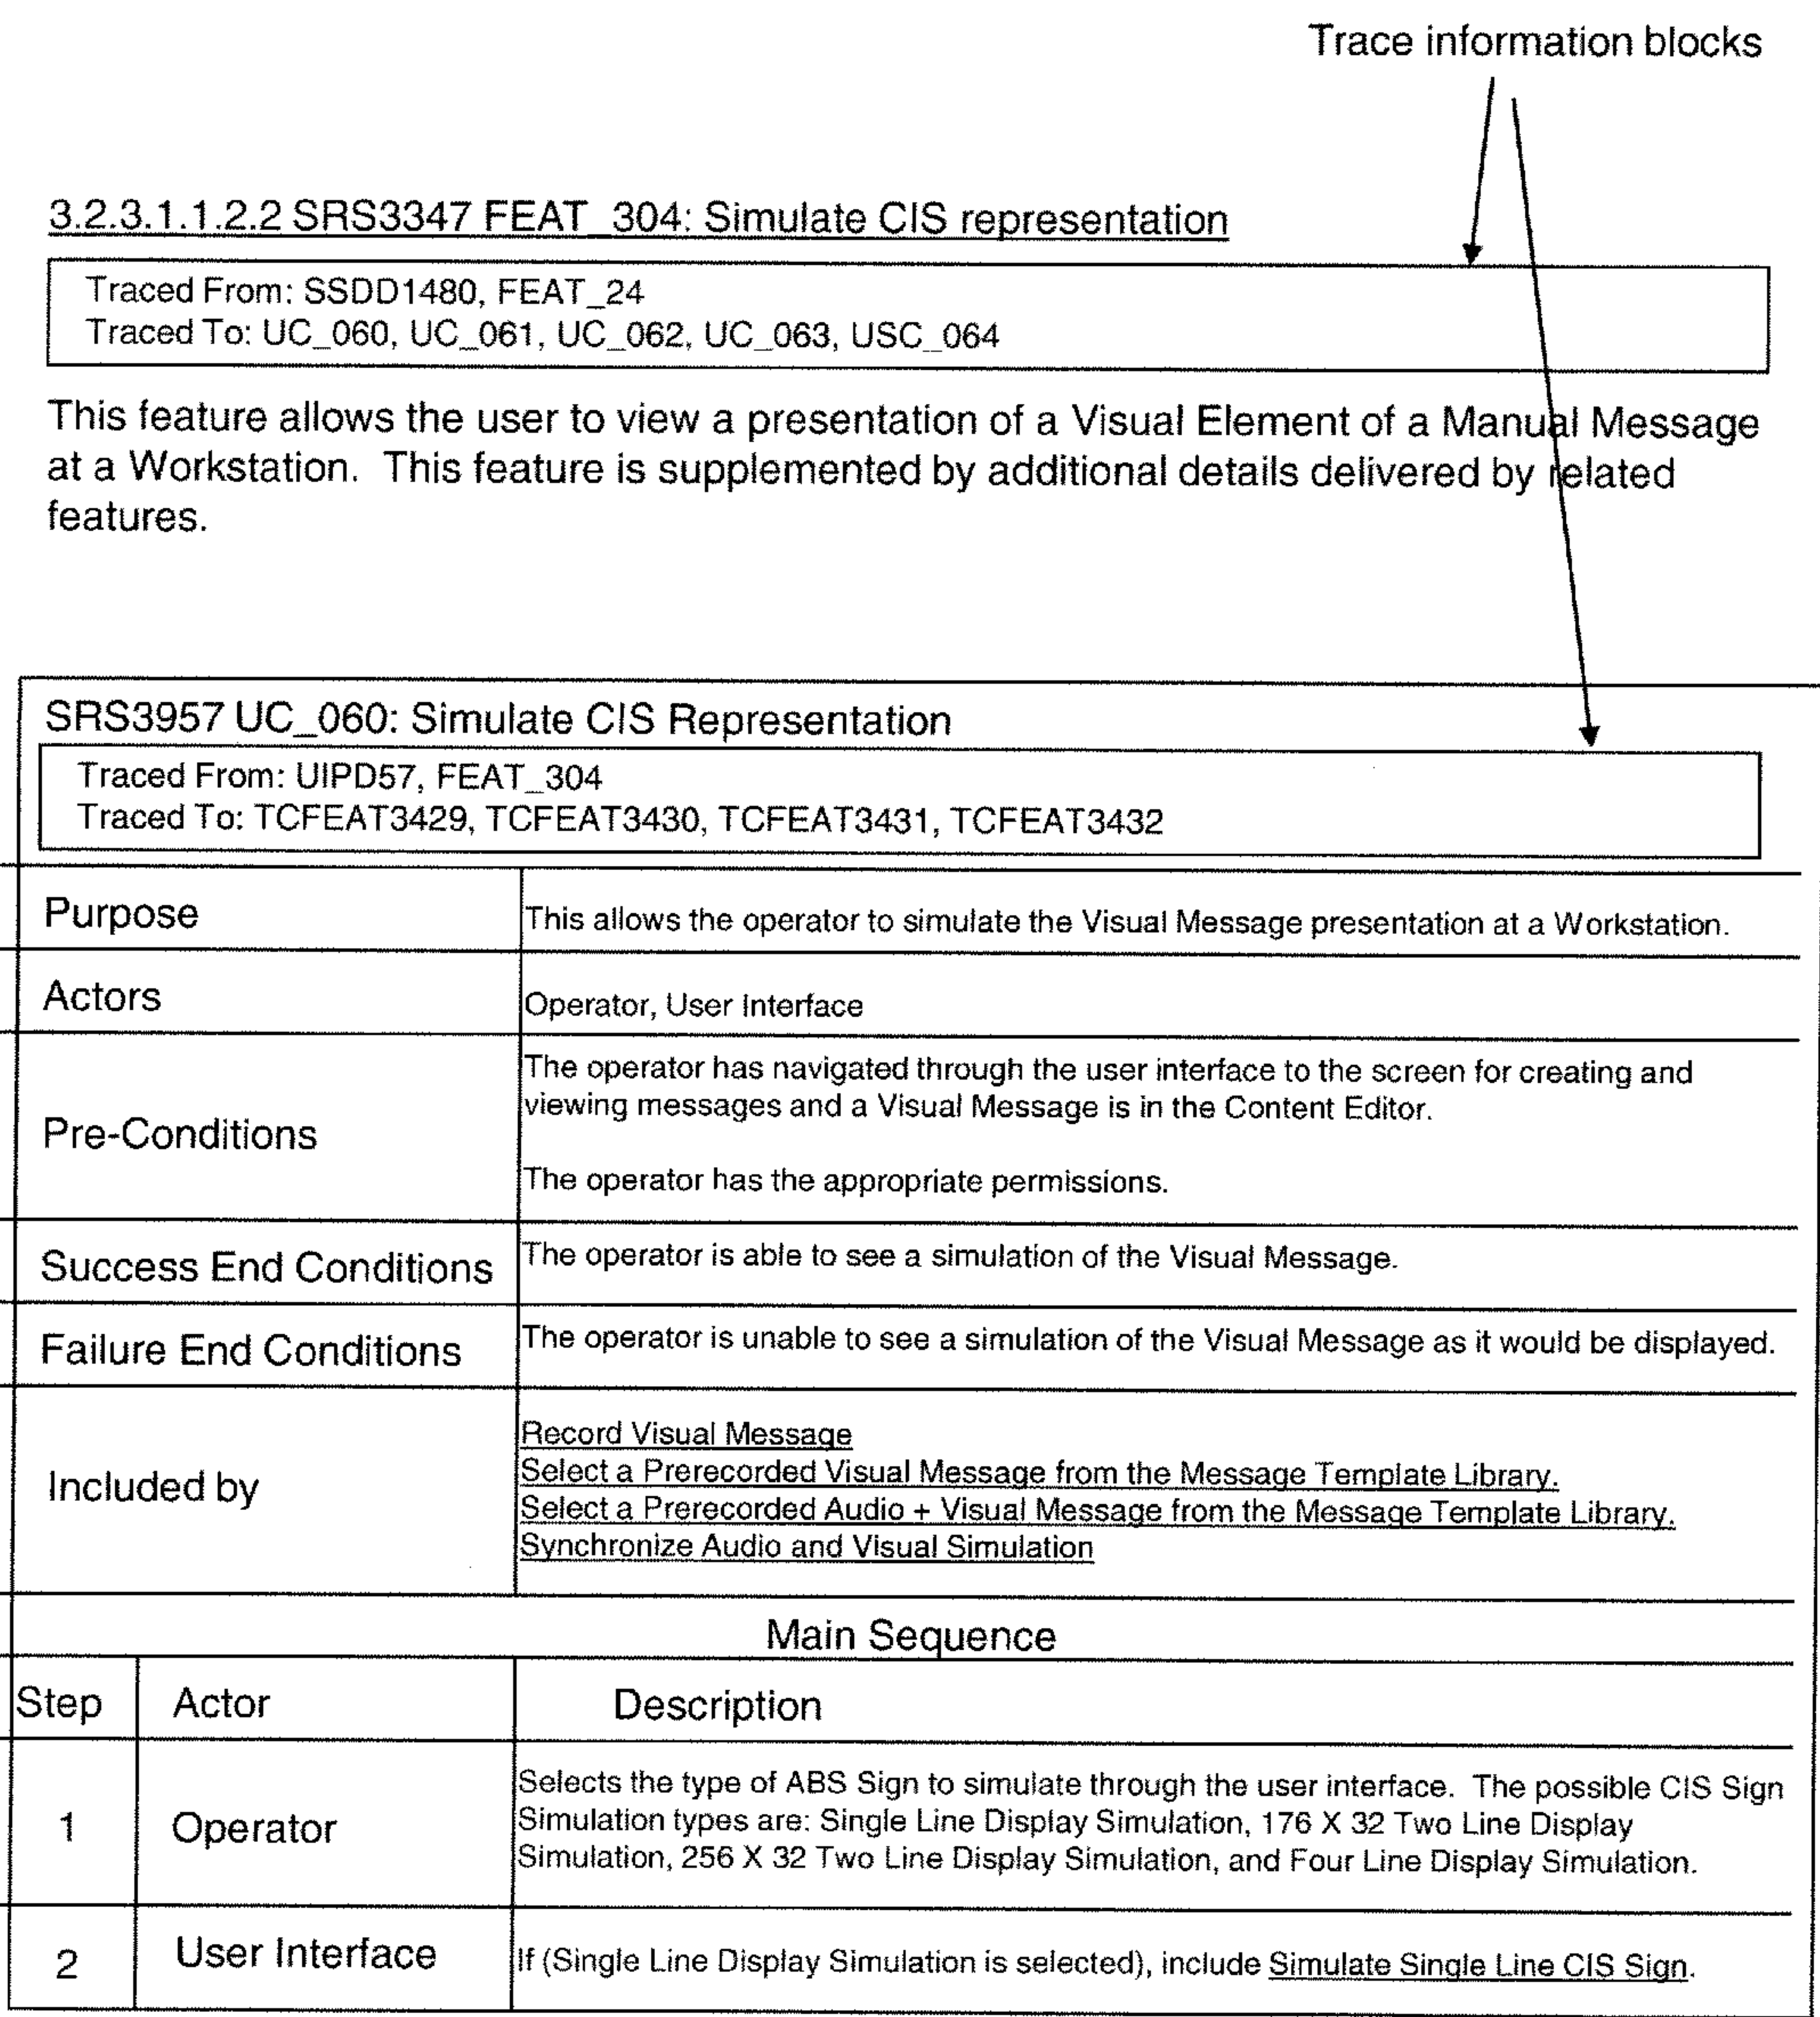 Trace information blocks
3.2.3.1.1.2.2 SRS3347 FEAT_304: Simulate CIS representation
Traced From: SSDD1480, FEAT_24
Traced To: UC_060, UC_061, UC_062, UC_063, USC_064
This feature allows the user to view a presentation of a Visual Element of a Manual Message
at a Workstation. This feature is supplemented by additional details delivered by related
features.
SRS3957 UC_060: Simulate CIS Representation
Traced From: UIPD57, FEAT_304
Traced To: TCFEAT3429, TCFEAT3430, TCFEAT3431, TCFEAT3432
Purpose
This allows the operator to simulate the Visual Message presentation at a Workstation.
Actors
Operator, User Interface
Pre-Conditions
The operator has navigated through the user interface to the screen for creating and
viewing messages and a Visual Message is in the Content Editor.
The operator has the appropriate permissions.
Success End Conditions
The operator is able to see a simulation of the Visual Message.
Failure End Conditions
The operator is unable to see a simulation of the Visual Message as it would be displayed.
Included by
Record Visual Message
Select a Prerecorded Visual Message from the Message Template Library.
Select a Prerecorded Audio + Visual Message from the Message Template Library.
Synchronize Audio and Visual Simulation
Main Sequence
Step Actor Description
1 Operator
Selects the type of ABS Sign to simulate through the user interface. The possible CIS Sign
Simulation types are: Single Line Display Simulation, 176 X 32 Two Line Display
Simulation, 256 X 32 Two Line Display Simulation, and Four Line Display Simulation.
2 User Interface
If (Single Line Display Simulation is selected), include Simulate Single Line CIS Sign.